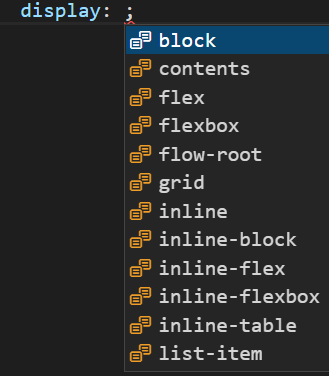 display: ;
block
contents
flex
flexbox
flow-root
grid
inline
inline-block
inline-flex
inline-flexbox
inline-table
list-item